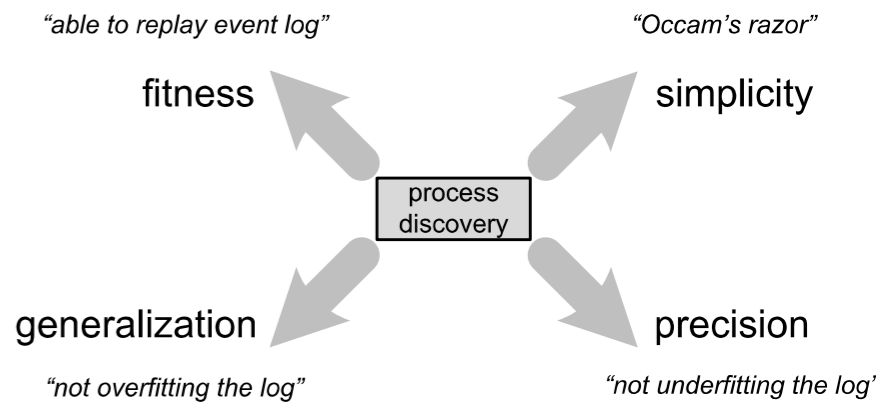 “able to replay event log”
“Occam’s razor”
fitness
simplicity
process
discovery
generalization
precision
“not overfitting the log”
“not underfitting the log’